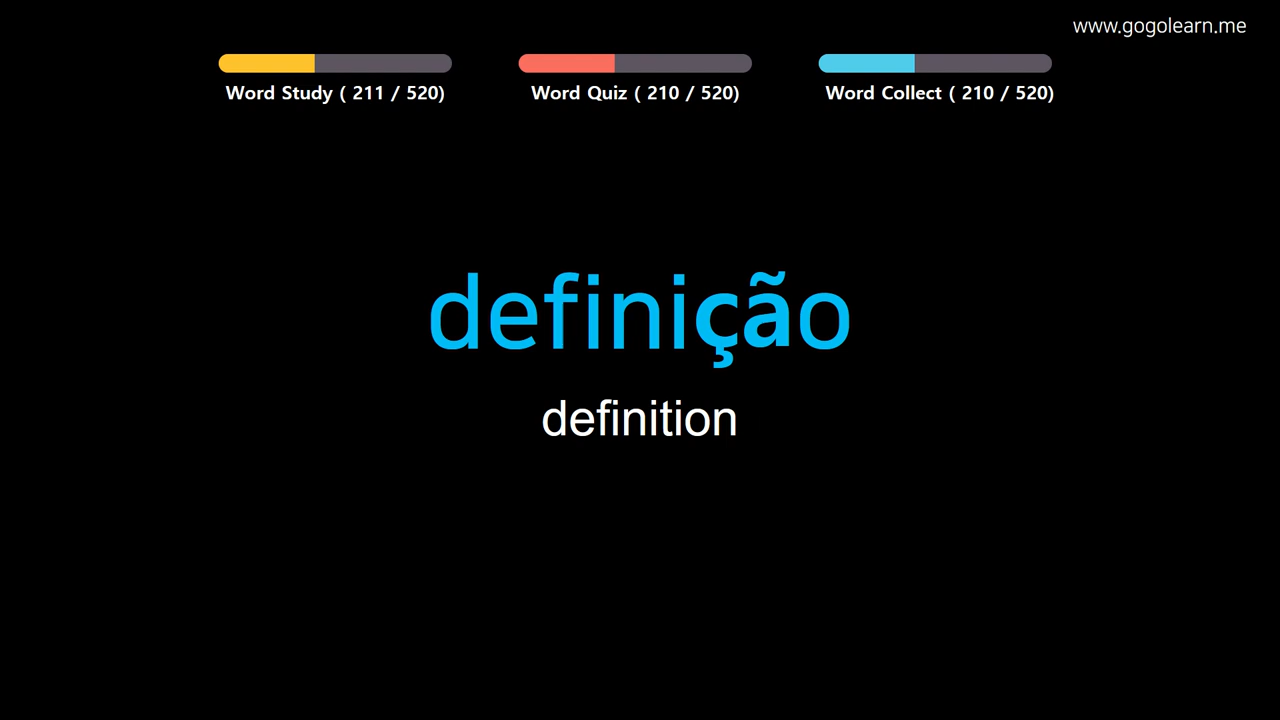 www.gogolearn.me
Word Study ( 211 / 520)
Word Quiz ( 210 / 520)
Word Collect ( 210 / 520)
definição
definition